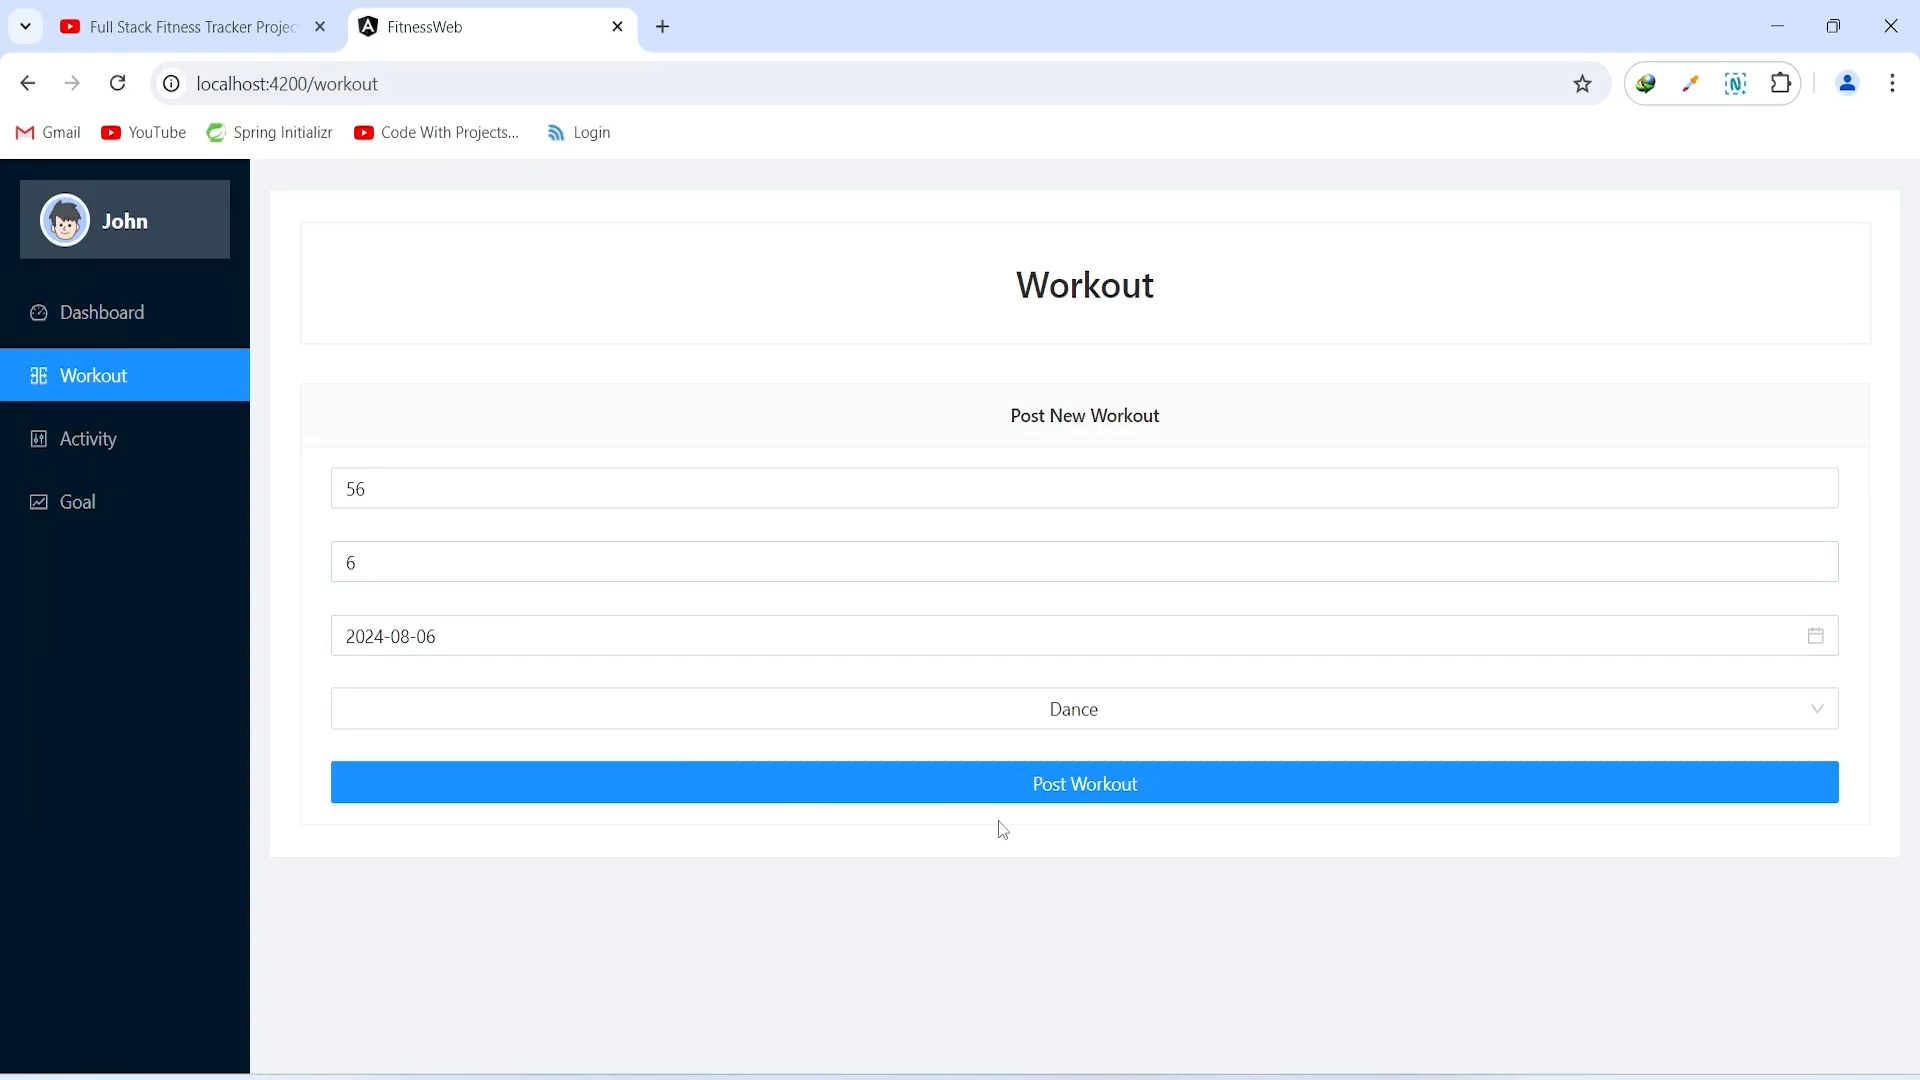 Full Stack Fitness Tracker Projec
FitnessWeb
localhost:4200/workout
Gmail
YouTube
Spring Initializr
Code With Projects...
Login
John
Dashboard
Workout
Activity
Goal
Workout
Post New Workout
56
6
2024-08-06
Dance
Post Workout